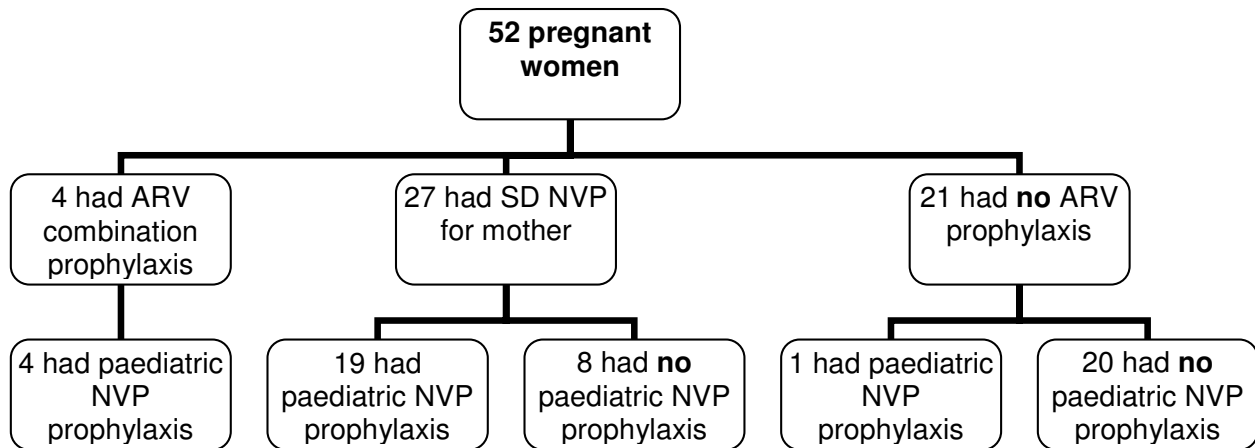 52 pregnant
women
4 had ARV
combination
prophylaxis
27 had SD NVP
for mother
21 had no ARV
prophylaxis
4 had paediatric
NVP
prophylaxis
19 had
paediatric NVP
prophylaxis
8 had no
paediatric NVP
prophylaxis
1 had paediatric
NVP
prophylaxis
20 had no
paediatric NVP
prophylaxis